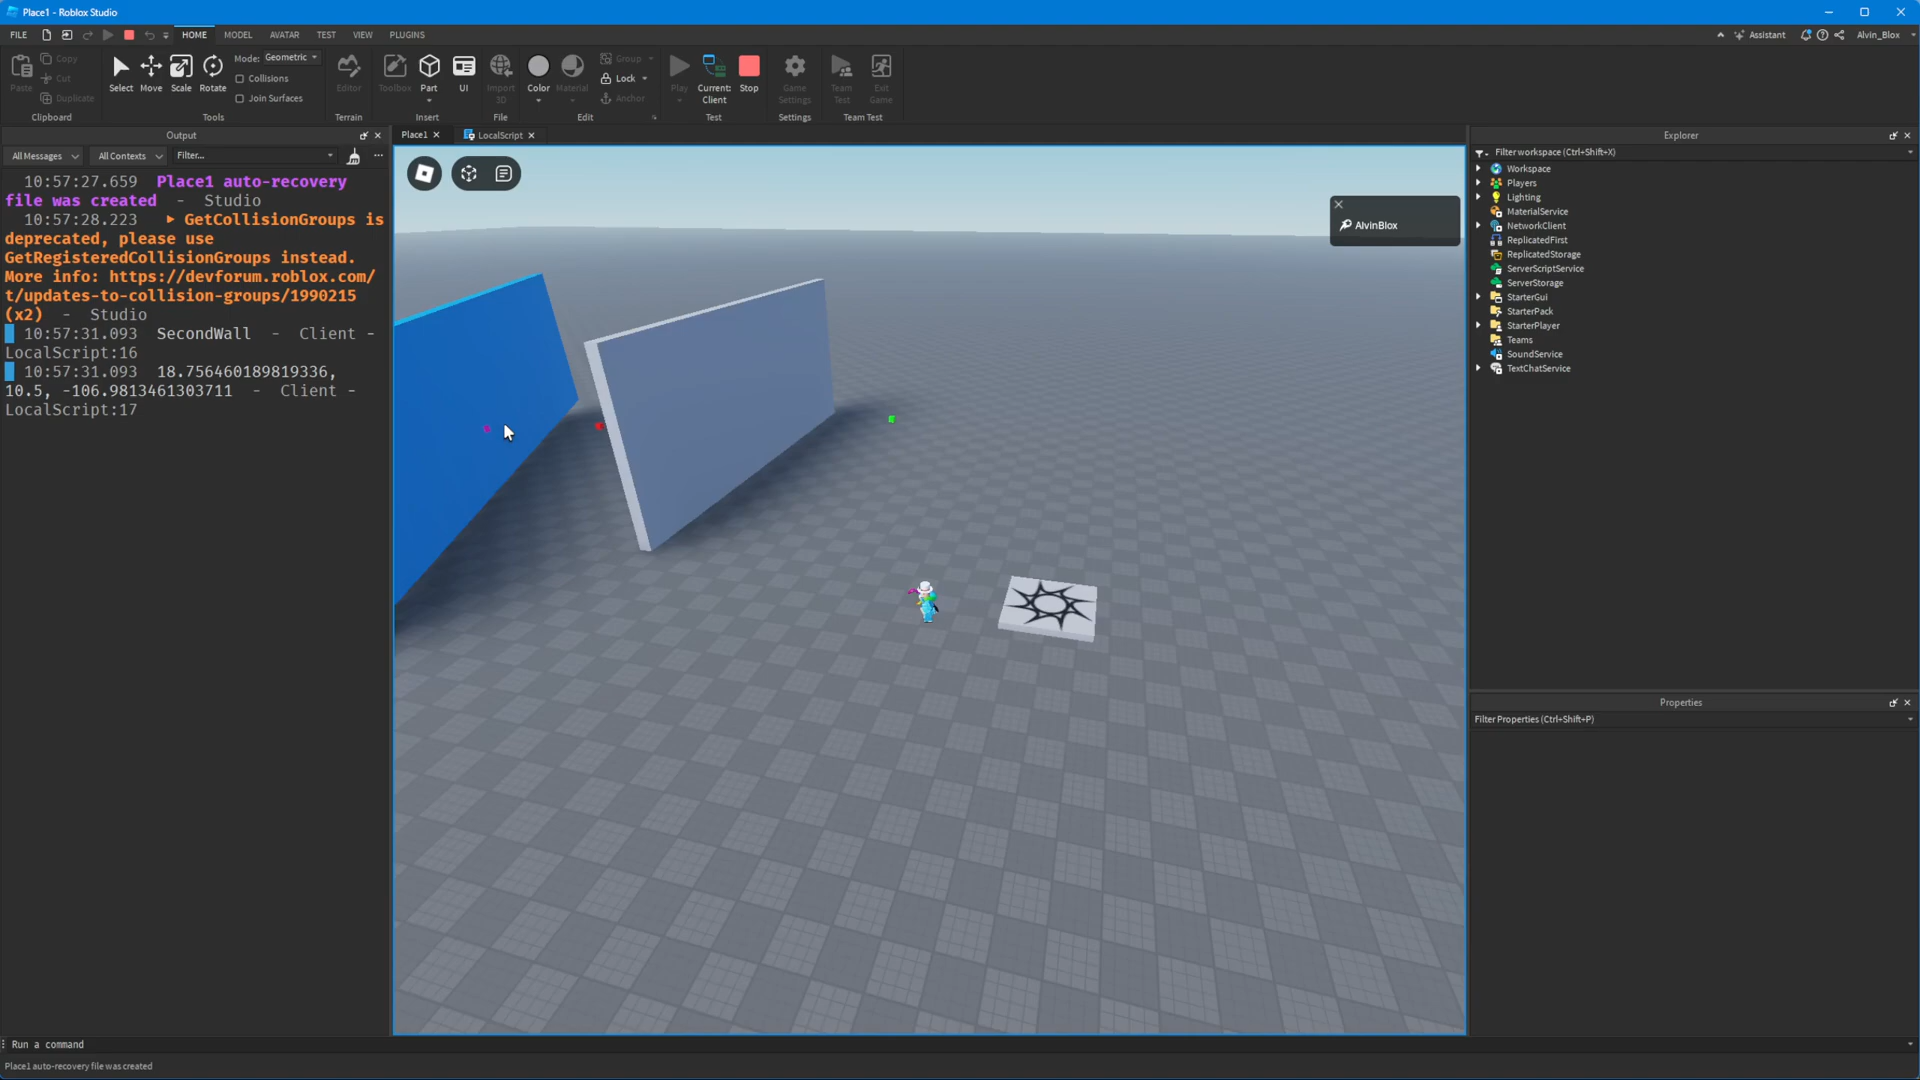 Place1 - Roblox Studio
FILE HOME MODEL AVATAR TEST VIEW PLUGINS Assistant Alvin_Blox
Paste Copy Cut Duplicate Clipboard
Select Move Scale Rotate Mode: Geometric Collisions Join Surfaces Tools
Editor Terrain
Toolbox Part UI Insert
Import 3D File
Color Material Group Lock Anchor Edit
Play Current: Client Stop Test
Game Settings Settings
Team Test Exit Game Team Test
Output
All Messages All Contexts Filter...
10:57:27.659 Place1 auto-recovery
file was created - Studio
10:57:28.223 ▶ GetCollisionGroups is
deprecated, please use
GetRegisteredCollisionGroups instead.
More info: https://devforum.roblox.com/
t/updates-to-collision-groups/1990215
(x2) - Studio
10:57:31.093 SecondWall - Client -
LocalScript:16
10:57:31.093 18.756460189819336,
10.5, -106.9813461303711 - Client -
LocalScript:17
Place1 LocalScript
AlvinBlox
Explorer
Filter workspace (Ctrl+Shift+X)
Workspace
Players
Lighting
MaterialService
NetworkClient
ReplicatedFirst
ReplicatedStorage
ServerScriptService
ServerStorage
StarterGui
StarterPack
StarterPlayer
Teams
SoundService
TextChatService
Properties
Filter Properties (Ctrl+Shift+P)
Run a command
Place1 auto-recovery file was created